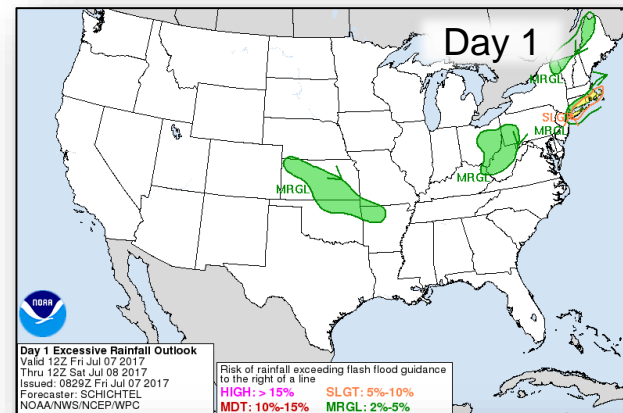 Day 1
MRGL
SLGT
MRGL
MRGL
MRGL
NOAA
Day 1 Excessive Rainfall Outlook
Valid 12Z Fri Jul 07 2017
Thru 12Z Sat Jul 08 2017
Issued: 0829Z Fri Jul 07 2017
Forecaster: SCHICHTEL
NOAA/NWS/NCEP/WPC
Risk of rainfall exceeding flash flood guidance
to the right of a line
HIGH: > 15% SLGT: 5%-10%
MDT: 10%-15% MRGL: 2%-5%